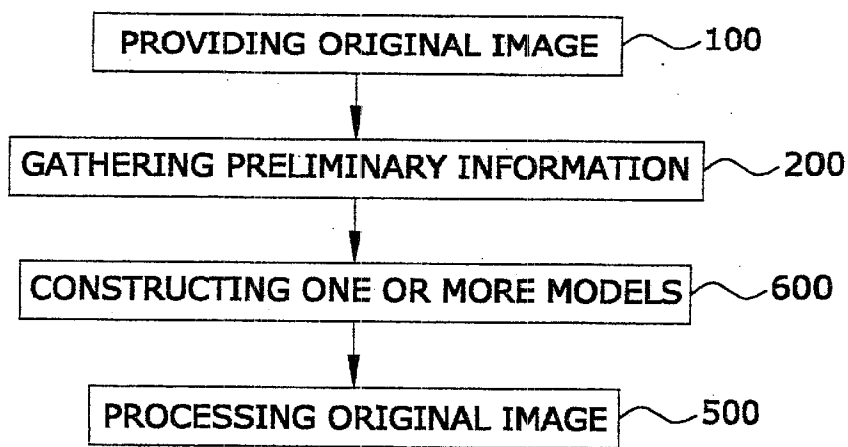 PROVIDING ORIGINAL IMAGE 100
GATHERING PRELIMINARY INFORMATION 200
CONSTRUCTING ONE OR MORE MODELS 600
PROCESSING ORIGINAL IMAGE 500